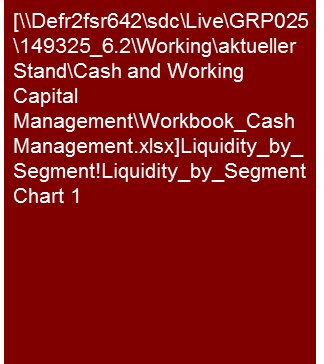 [\\Defr2fsr642\sdc\Live\GRP025
\149325_6.2\Working\aktueller
Stand\Cash and Working
Capital
Management\Workbook_Cash
Management.xlsx]Liquidity_by_
Segment!Liquidity_by_Segment
Chart 1